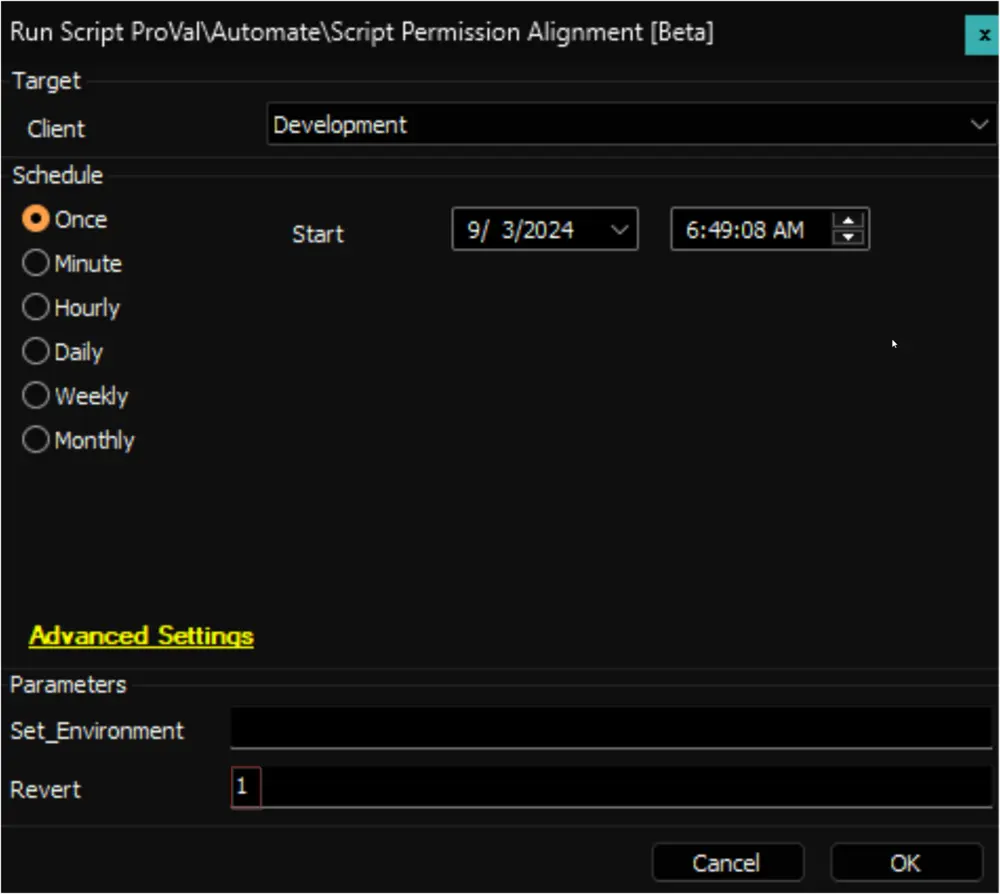 Run Script ProVal\Automate\Script Permission Alignment [Beta] x
Target
Client Development
Schedule
Once
Start 9/ 3/2024 6:49:08 AM
Minute
Hourly
Daily
Weekly
Monthly
Advanced Settings
Parameters
Set_Environment
Revert 1
Cancel OK